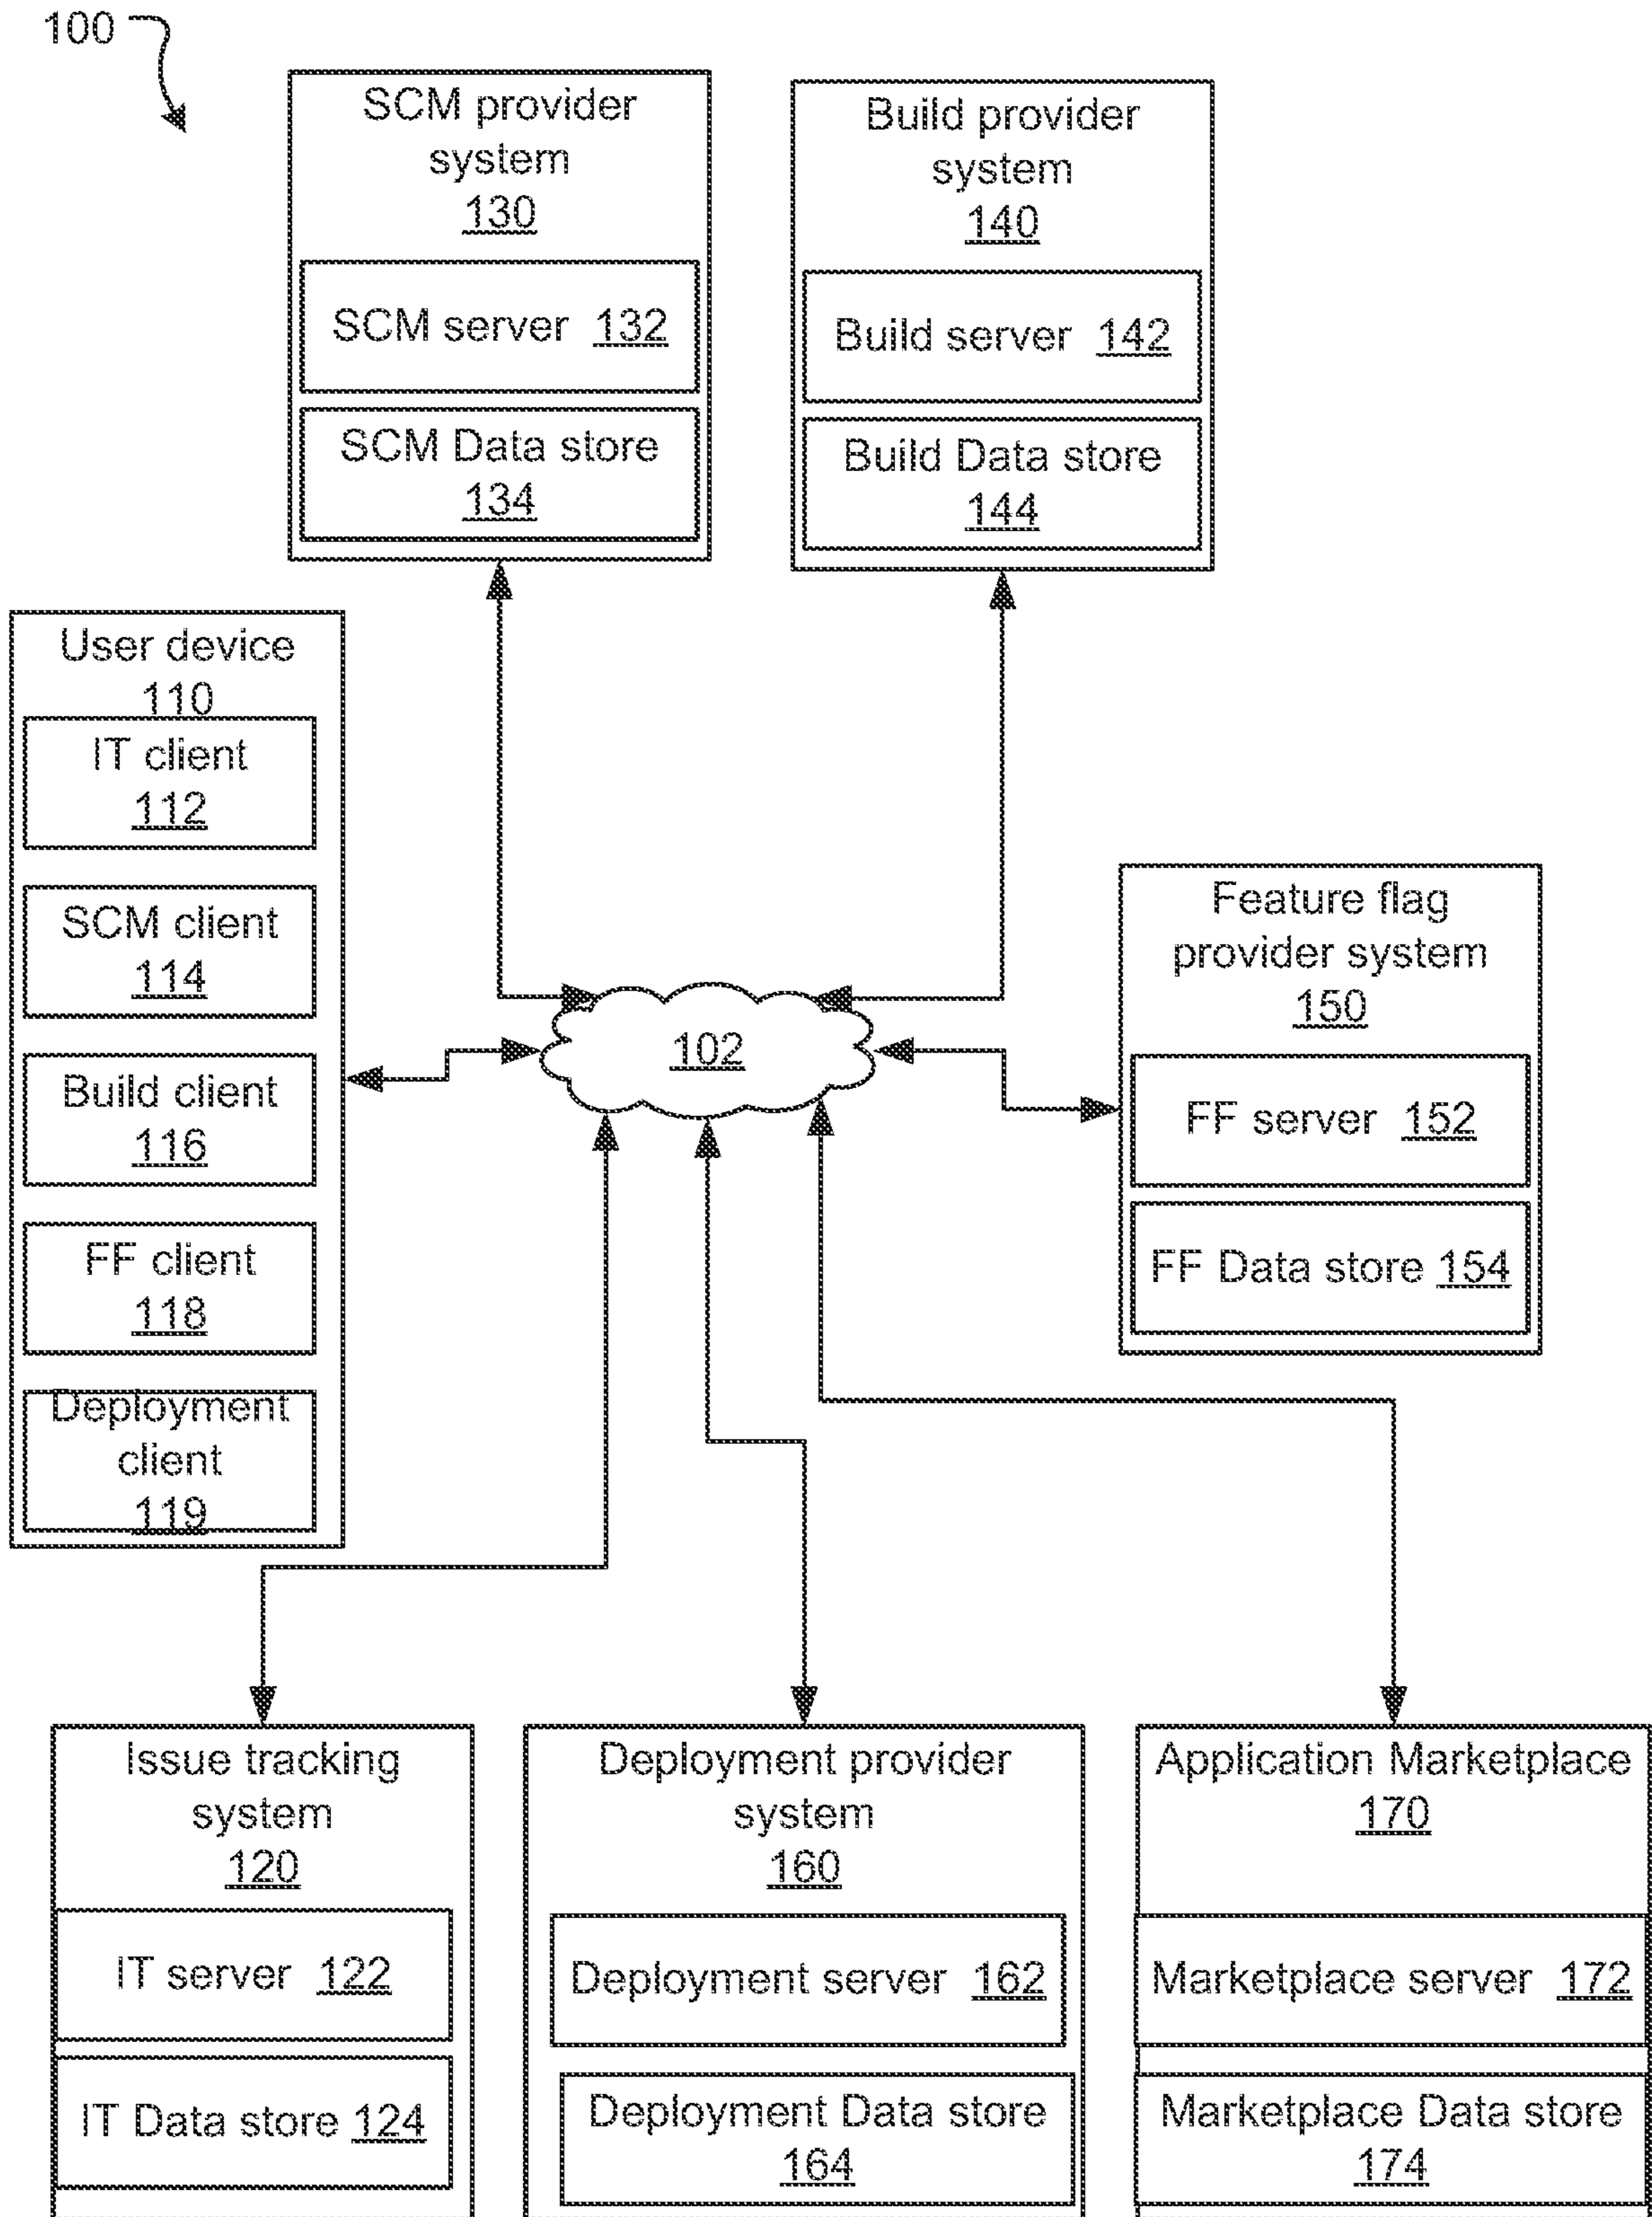 100
SCM provider
system
130
SCM server 132
SCM Data store
134
Build provider
system
140
Build server 142
Build Data store
144
User device
110
IT client
112
SCM client
114
Build client
116
FF client
118
Deployment
client
119
102
Feature flag
provider system
150
FF server 152
FF Data store 154
Issue tracking
system
120
IT server 122
IT Data store 124
Deployment provider
system
160
Deployment server 162
Deployment Data store
164
Application Marketplace
170
Marketplace server 172
Marketplace Data store
174